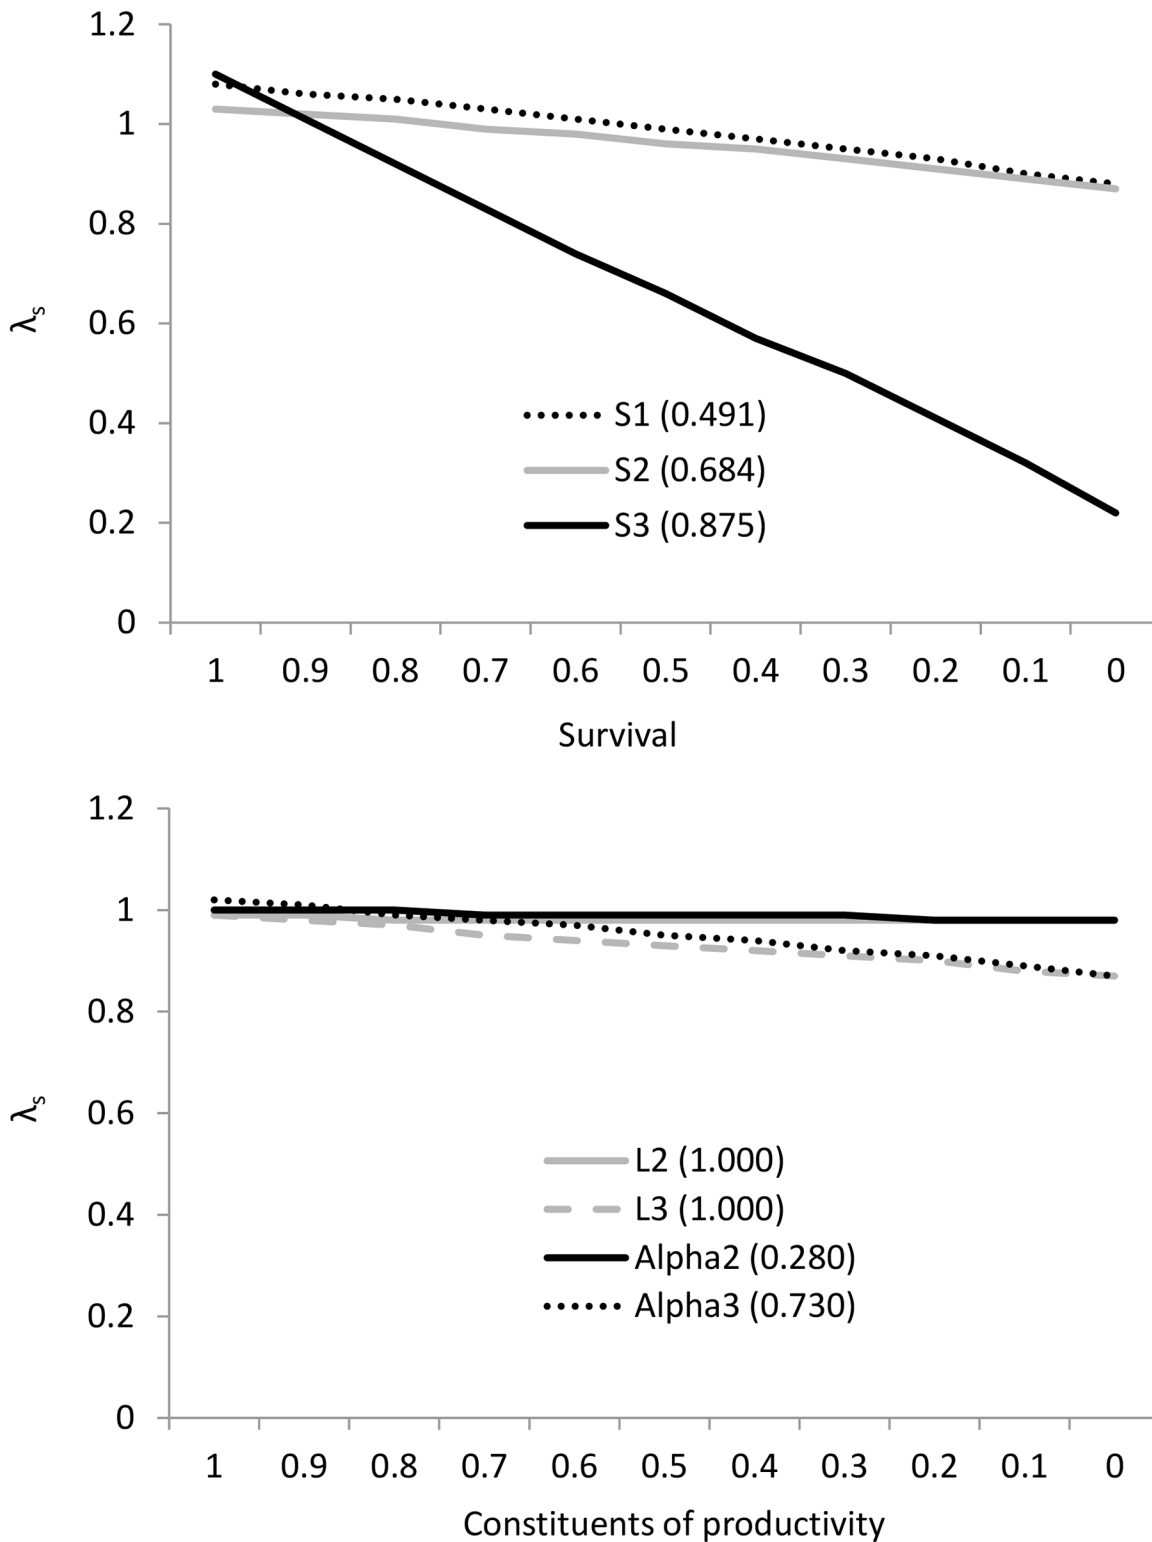 1.2
1
0.8
0.6
0.4
0.2
0
λs
S1 (0.491)
S2 (0.684)
S3 (0.875)
1 0.9 0.8 0.7 0.6 0.5 0.4 0.3 0.2 0.1 0
Survival
1.2
1
0.8
0.6
0.4
0.2
0
λs
L2 (1.000)
L3 (1.000)
Alpha2 (0.280)
Alpha3 (0.730)
1 0.9 0.8 0.7 0.6 0.5 0.4 0.3 0.2 0.1 0
Constituents of productivity